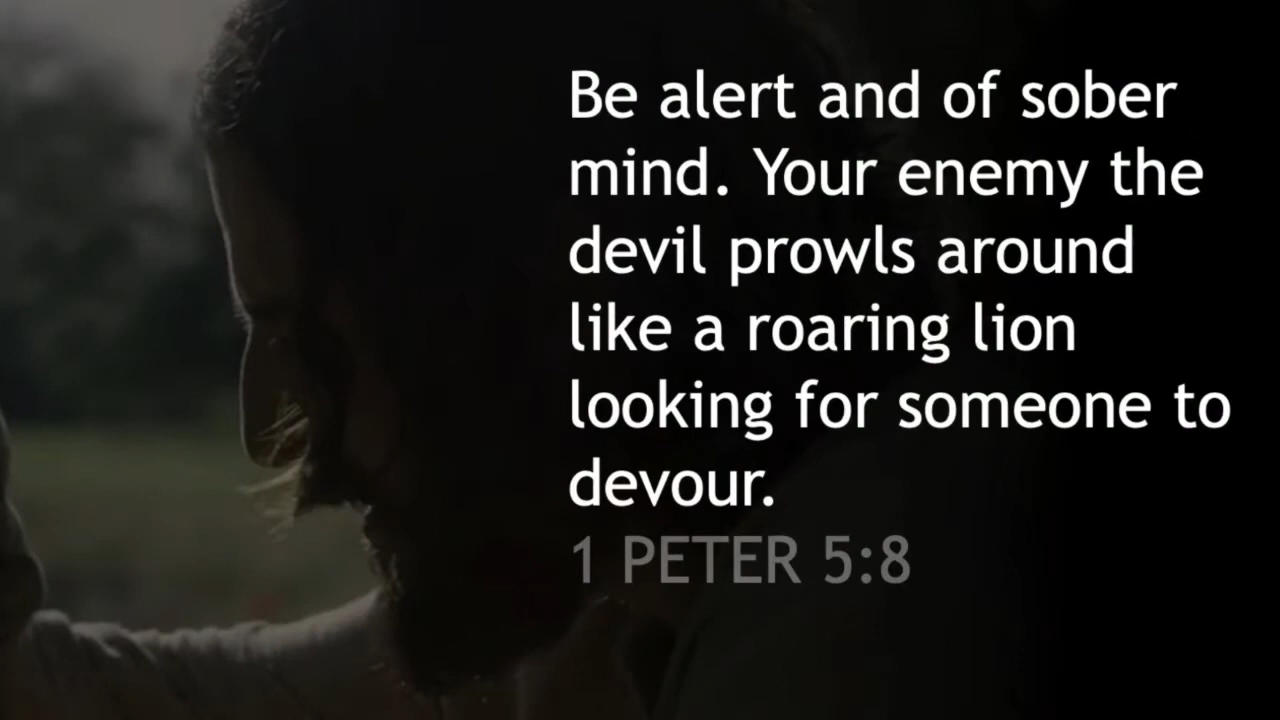 Be alert and of sober
mind. Your enemy the
devil prowls around
like a roaring lion
looking for someone to
devour.
1 PETER 5:8